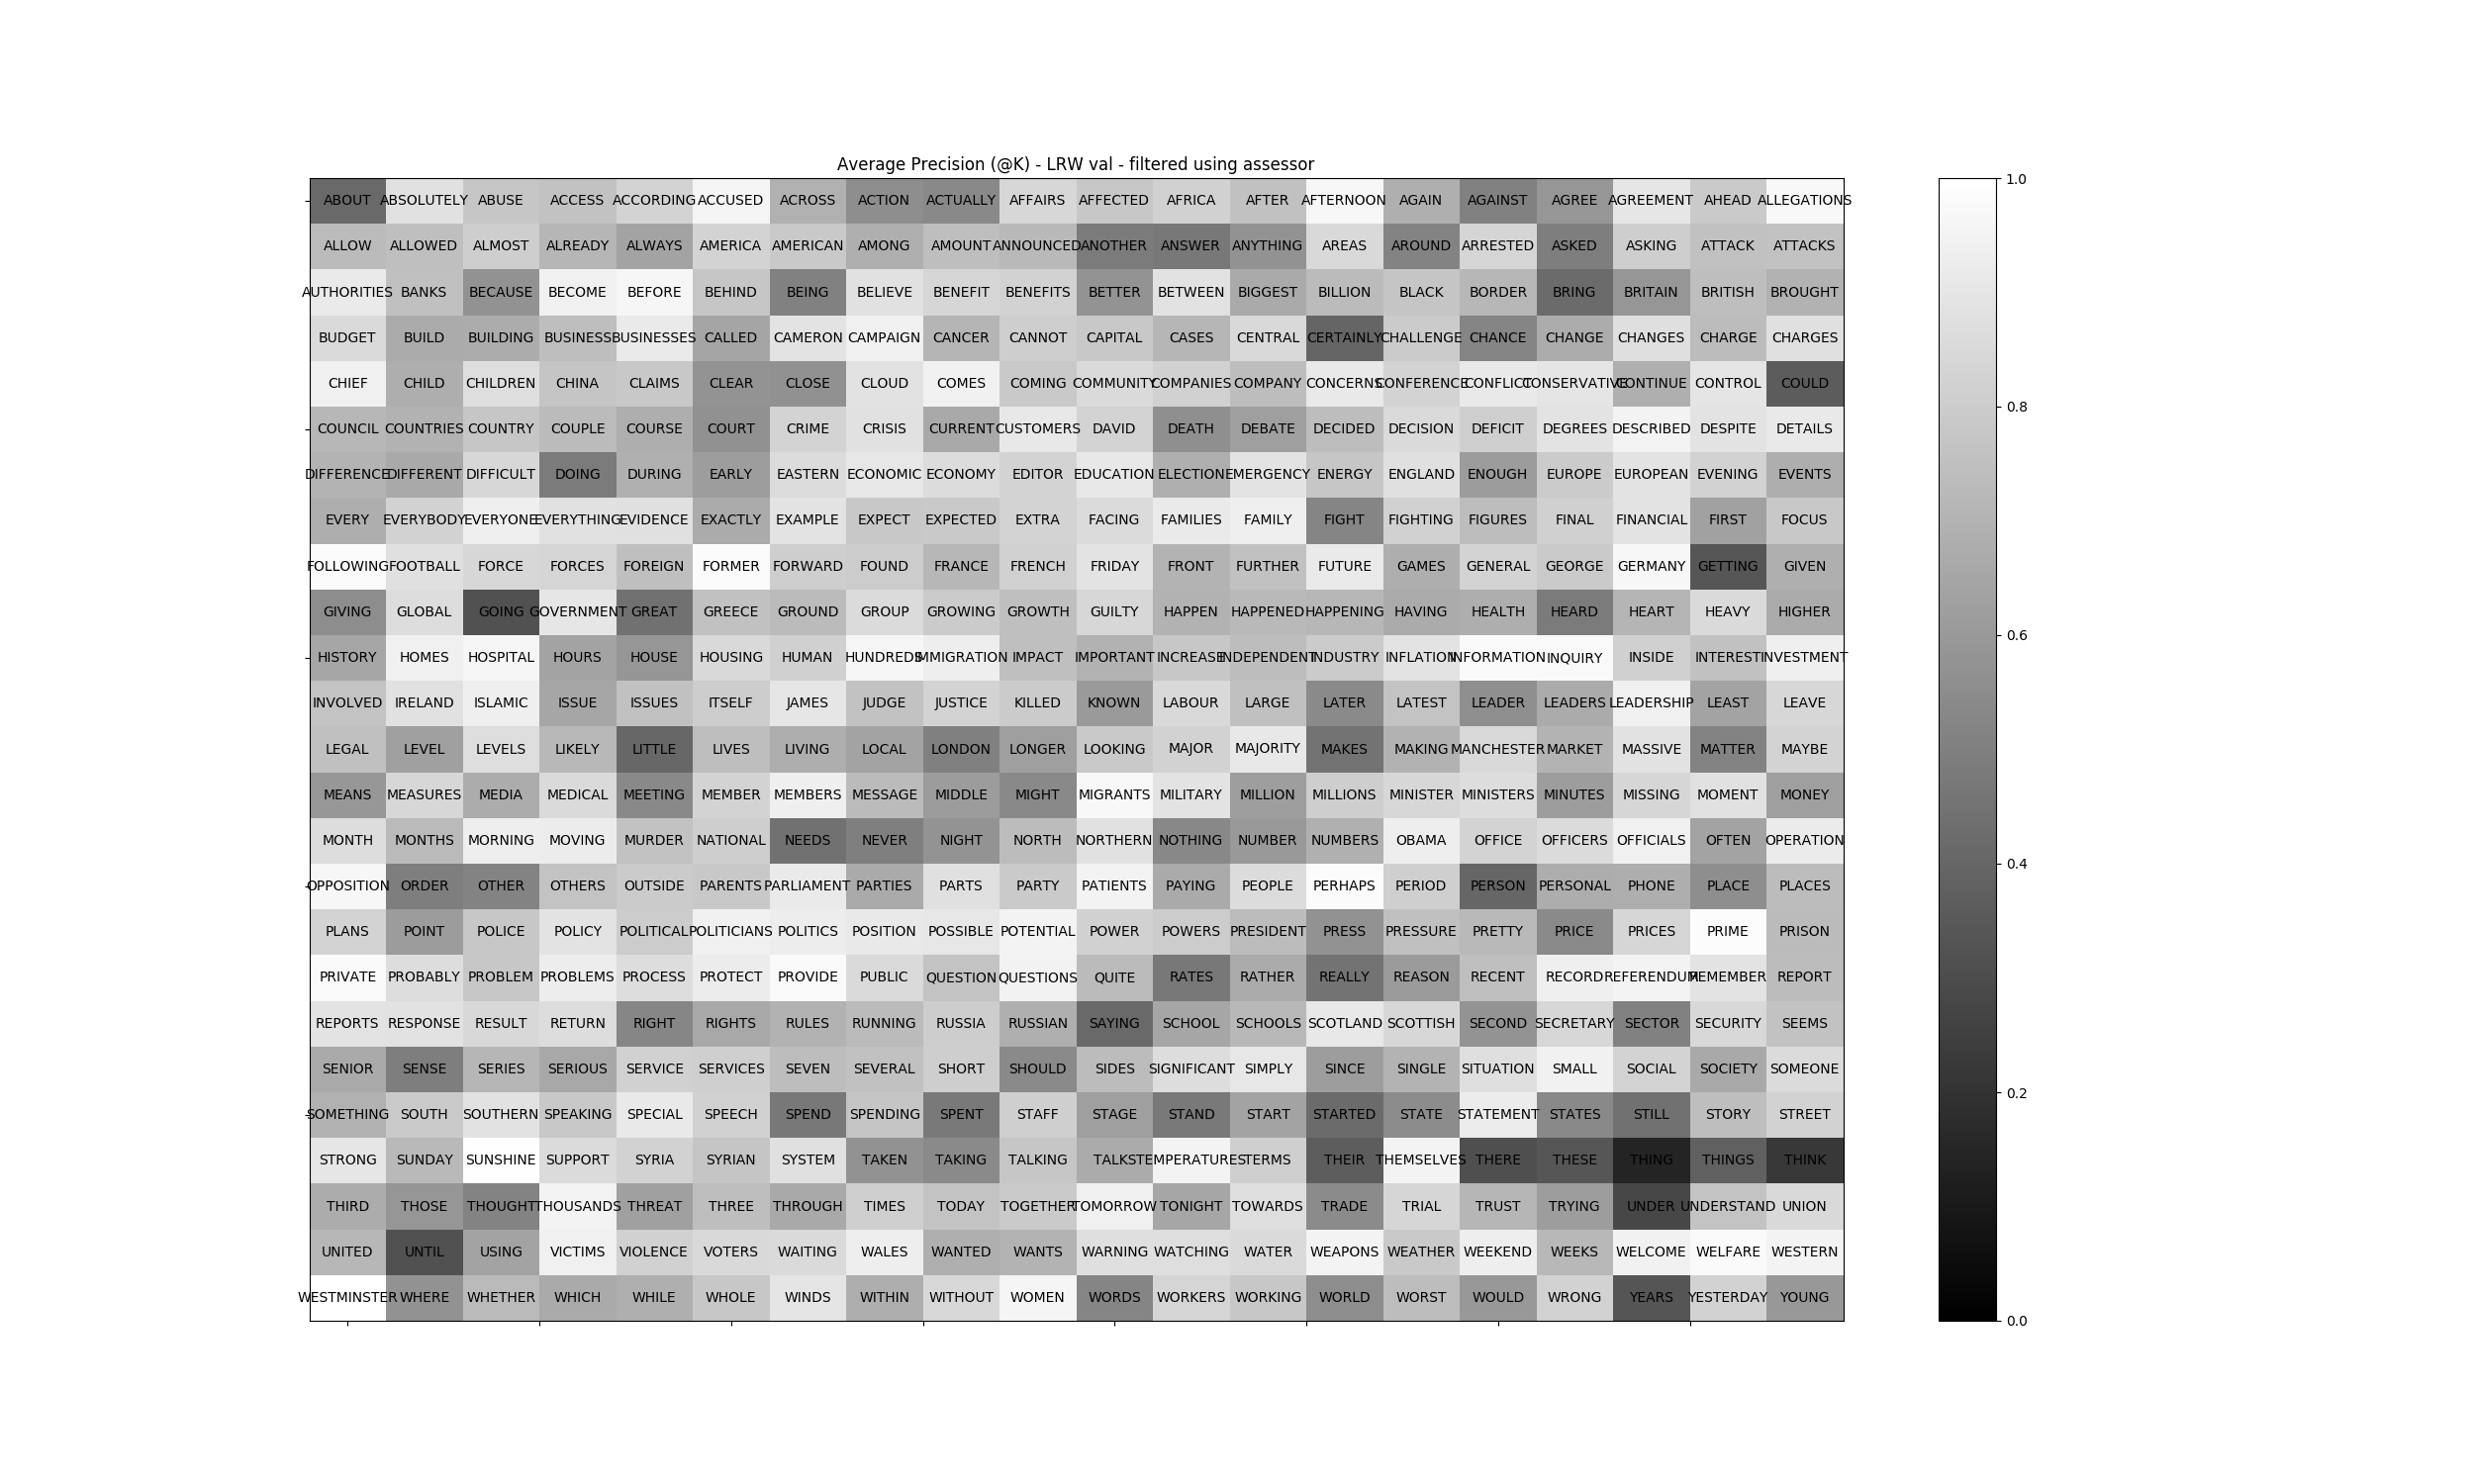 Average Precision (@K) - LRW val - filtered using assessor
ABOUT ABSOLUTELY ABUSE ACCESS ACCORDING ACCUSED ACROSS ACTION ACTUALLY AFFAIRS AFFECTED AFRICA AFTER AFTERNOON AGAIN AGAINST AGREE AGREEMENT AHEAD ALLEGATIONS
ALLOW ALLOWED ALMOST ALREADY ALWAYS AMERICA AMERICAN AMONG AMOUNT ANNOUNCED ANOTHER ANSWER ANYTHING AREAS AROUND ARRESTED ASKED ASKING ATTACK ATTACKS
AUTHORITIES BANKS BECAUSE BECOME BEFORE BEHIND BEING BELIEVE BENEFIT BENEFITS BETTER BETWEEN BIGGEST BILLION BLACK BORDER BRING BRITAIN BRITISH BROUGHT
BUDGET BUILD BUILDING BUSINESS BUSINESSES CALLED CAMERON CAMPAIGN CANCER CANNOT CAPITAL CASES CENTRAL CERTAINLY CHALLENGE CHANCE CHANGE CHANGES CHARGE CHARGES
CHIEF CHILD CHILDREN CHINA CLAIMS CLEAR CLOSE CLOUD COMES COMING COMMUNITY COMPANIES COMPANY CONCERNS CONFERENCE CONFLICT CONSERVATIVE CONTINUE CONTROL COULD
COUNCIL COUNTRIES COUNTRY COUPLE COURSE COURT CRIME CRISIS CURRENT CUSTOMERS DAVID DEATH DEBATE DECIDED DECISION DEFICIT DEGREES DESCRIBED DESPITE DETAILS
DIFFERENCE DIFFERENT DIFFICULT DOING DURING EARLY EASTERN ECONOMIC ECONOMY EDITOR EDUCATION ELECTION EMERGENCY ENERGY ENGLAND ENOUGH EUROPE EUROPEAN EVENING EVENTS
EVERY EVERYBODY EVERYONE EVERYTHING EVIDENCE EXACTLY EXAMPLE EXPECT EXPECTED EXTRA FACING FAMILIES FAMILY FIGHT FIGHTING FIGURES FINAL FINANCIAL FIRST FOCUS
FOLLOWING FOOTBALL FORCE FORCES FOREIGN FORMER FORWARD FOUND FRANCE FRENCH FRIDAY FRONT FURTHER FUTURE GAMES GENERAL GEORGE GERMANY GETTING GIVEN
GIVING GLOBAL GOING GOVERNMENT GREAT GREECE GROUND GROUP GROWING GROWTH GUILTY HAPPEN HAPPENED HAPPENING HAVING HEALTH HEARD HEART HEAVY HIGHER
HISTORY HOMES HOSPITAL HOURS HOUSE HOUSING HUMAN HUNDREDS IMMIGRATION IMPACT IMPORTANT INCREASE INDEPENDENT INDUSTRY INFLATION INFORMATION INQUIRY INSIDE INTEREST INVESTMENT
INVOLVED IRELAND ISLAMIC ISSUE ISSUES ITSELF JAMES JUDGE JUSTICE KILLED KNOWN LABOUR LARGE LATER LATEST LEADER LEADERS LEADERSHIP LEAST LEAVE
LEGAL LEVEL LEVELS LIKELY LITTLE LIVES LIVING LOCAL LONDON LONGER LOOKING MAJOR MAJORITY MAKES MAKING MANCHESTER MARKET MASSIVE MATTER MAYBE
MEANS MEASURES MEDIA MEDICAL MEETING MEMBER MEMBERS MESSAGE MIDDLE MIGHT MIGRANTS MILITARY MILLION MILLIONS MINISTER MINISTERS MINUTES MISSING MOMENT MONEY
MONTH MONTHS MORNING MOVING MURDER NATIONAL NEEDS NEVER NIGHT NORTH NORTHERN NOTHING NUMBER NUMBERS OBAMA OFFICE OFFICERS OFFICIALS OFTEN OPERATION
OPPOSITION ORDER OTHER OTHERS OUTSIDE PARENTS PARLIAMENT PARTIES PARTS PARTY PATIENTS PAYING PEOPLE PERHAPS PERIOD PERSON PERSONAL PHONE PLACE PLACES
PLANS POINT POLICE POLICY POLITICAL POLITICIANS POLITICS POSITION POSSIBLE POTENTIAL POWER POWERS PRESIDENT PRESS PRESSURE PRETTY PRICE PRICES PRIME PRISON
PRIVATE PROBABLY PROBLEM PROBLEMS PROCESS PROTECT PROVIDE PUBLIC QUESTION QUESTIONS QUITE RATES RATHER REALLY REASON RECENT RECORD REFERENDUM REMEMBER REPORT
REPORTS RESPONSE RESULT RETURN RIGHT RIGHTS RULES RUNNING RUSSIA RUSSIAN SAYING SCHOOL SCHOOLS SCOTLAND SCOTTISH SECOND SECRETARY SECTOR SECURITY SEEMS
SENIOR SENSE SERIES SERIOUS SERVICE SERVICES SEVEN SEVERAL SHORT SHOULD SIDES SIGNIFICANT SIMPLY SINCE SINGLE SITUATION SMALL SOCIAL SOCIETY SOMEONE
SOMETHING SOUTH SOUTHERN SPEAKING SPECIAL SPEECH SPEND SPENDING SPENT STAFF STAGE STAND START STARTED STATE STATEMENT STATES STILL STORY STREET
STRONG SUNDAY SUNSHINE SUPPORT SYRIA SYRIAN SYSTEM TAKEN TAKING TALKING TALKS TEMPERATURES TERMS THEIR THEMSELVES THERE THESE THING THINGS THINK
THIRD THOSE THOUGHT THOUSANDS THREAT THREE THROUGH TIMES TODAY TOGETHER TOMORROW TONIGHT TOWARDS TRADE TRIAL TRUST TRYING UNDER UNDERSTAND UNION
UNITED UNTIL USING VICTIMS VIOLENCE VOTERS WAITING WALES WANTED WANTS WARNING WATCHING WATER WEAPONS WEATHER WEEKEND WEEKS WELCOME WELFARE WESTERN
WESTMINSTER WHERE WHETHER WHICH WHILE WHOLE WINDS WITHIN WITHOUT WOMEN WORDS WORKERS WORKING WORLD WORST WOULD WRONG YEARS YESTERDAY YOUNG
1.0
0.8
0.6
0.4
0.2
0.0